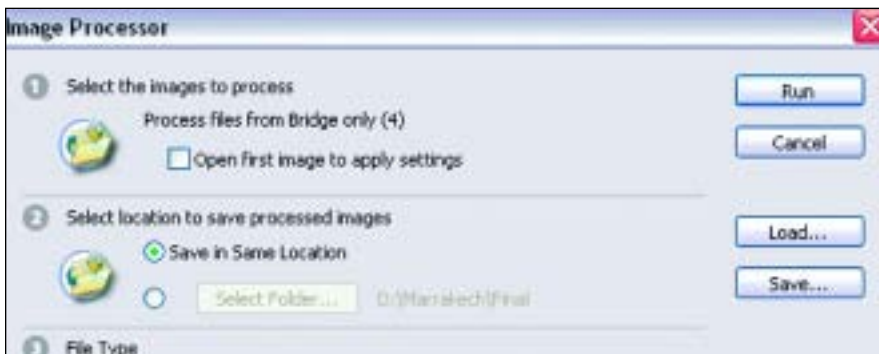 Image Processor
1 Select the images to process
Process files from Bridge only (4)
Open first image to apply settings
Run
Cancel
2 Select location to save processed images
Save in Same Location
Select Folder... D:\Marrakech\Final
Load...
Save...
3 File Type